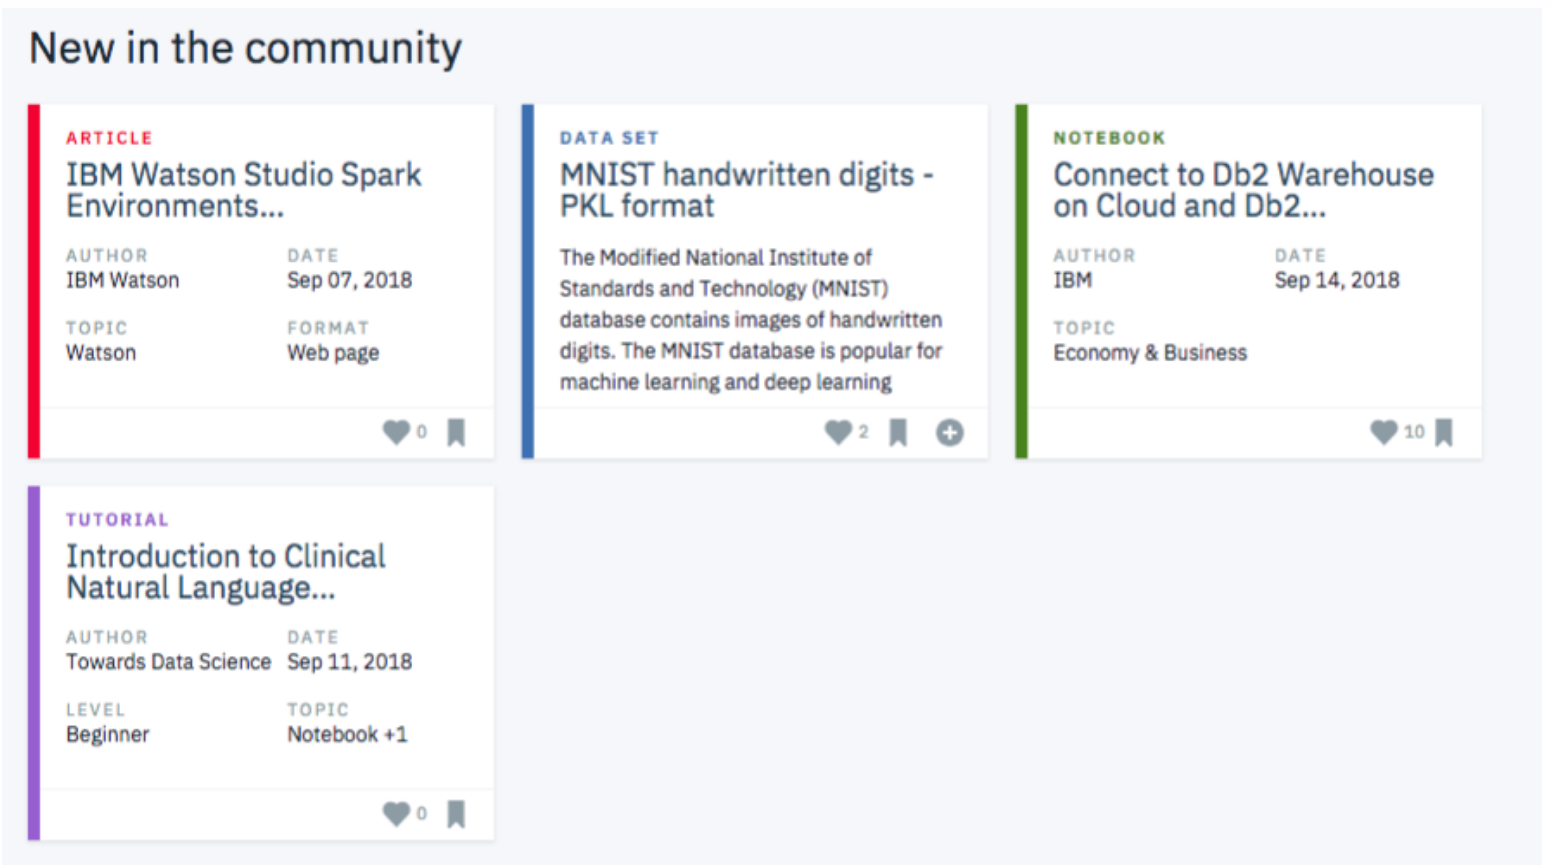 New in the community
ARTICLE
IBM Watson Studio Spark
Environments...
AUTHOR DATE
IBM Watson Sep 07, 2018
TOPIC FORMAT
Watson Web page
0
DATA SET
MNIST handwritten digits -
PKL format
The Modified National Institute of
Standards and Technology (MNIST)
database contains images of handwritten
digits. The MNIST database is popular for
machine learning and deep learning
2
NOTEBOOK
Connect to Db2 Warehouse
on Cloud and Db2...
AUTHOR DATE
IBM Sep 14, 2018
TOPIC
Economy & Business
10
TUTORIAL
Introduction to Clinical
Natural Language...
AUTHOR DATE
Towards Data Science Sep 11, 2018
LEVEL TOPIC
Beginner Notebook +1
0